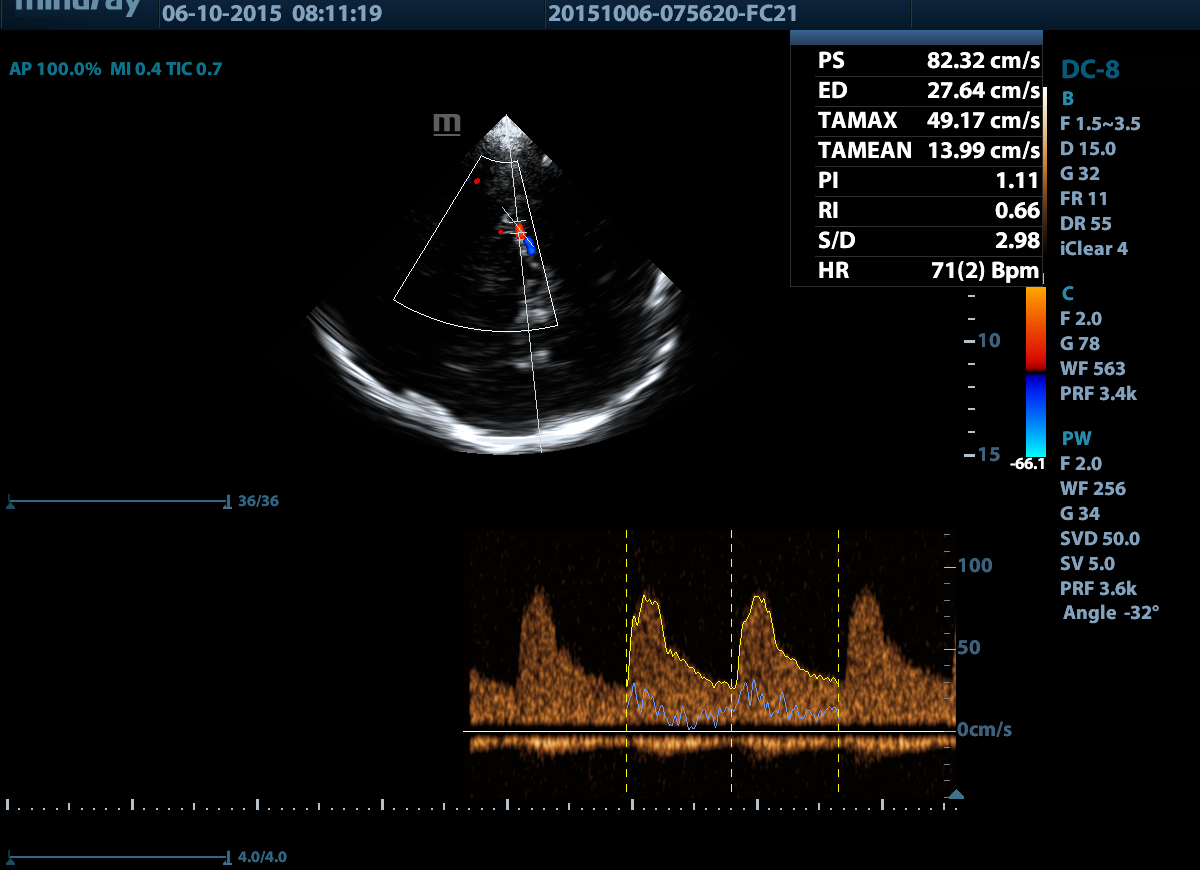 mindray 06-10-2015 08:11:19 20151006-075620-FC21
AP 100.0% MI 0.4 TIC 0.7
m
PS 82.32 cm/s
ED 27.64 cm/s
TAMAX 49.17 cm/s
TAMEAN 13.99 cm/s
PI 1.11
RI 0.66
S/D 2.98
HR 71(2) Bpm
DC-8
B
F 1.5~3.5
D 15.0
G 32
FR 11
DR 55
iClear 4
C
F 2.0
G 78
WF 563
PRF 3.4k
PW
F 2.0
WF 256
G 34
SVD 50.0
SV 5.0
PRF 3.6k
Angle -32°
10
15
-66.1
36/36
100
50
0cm/s
4.0/4.0